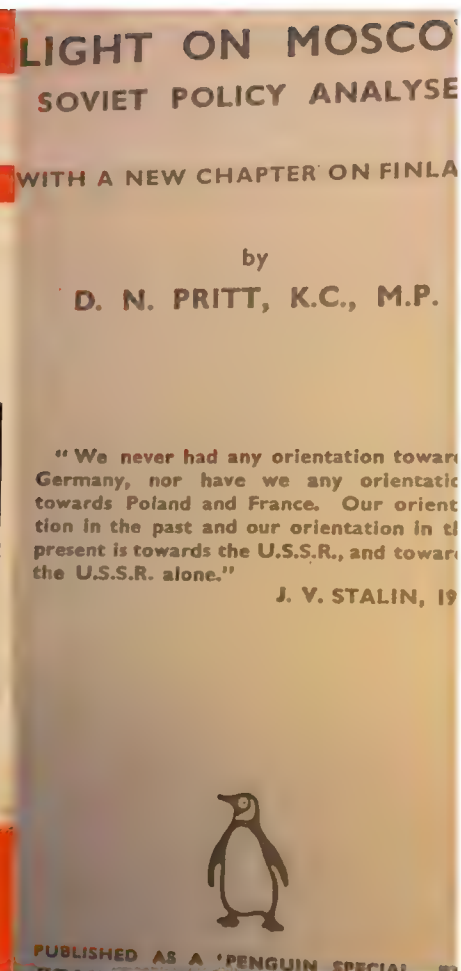 LIGHT ON MOSCO
SOVIET POLICY ANALYSE
WITH A NEW CHAPTER ON FINLA
by
D. N. PRITT, K.C., M.P.
"We never had any orientation towar
Germany, nor have we any orientatic
towards Poland and France. Our orient
tion in the past and our orientation in tl
present is towards the U.S.S.R., and towar
the U.S.S.R. alone."
J. V. STALIN, 19
PUBLISHED AS A 'PENGUIN SPECIAL